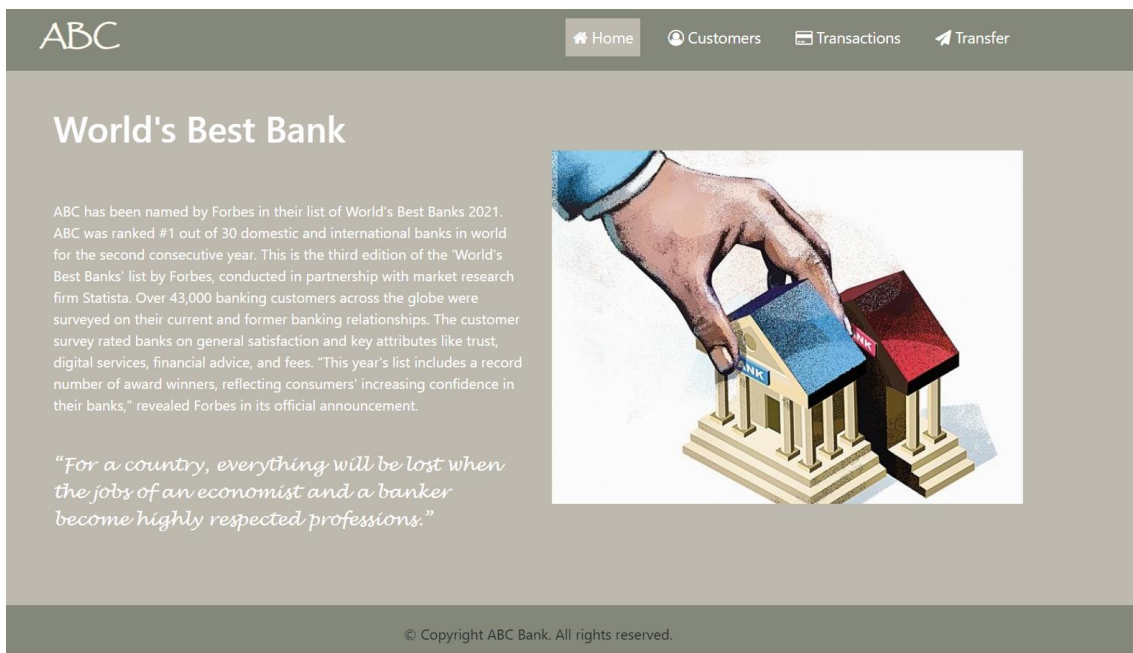 ABC
Home Customers Transactions Transfer
World's Best Bank
ABC has been named by Forbes in their list of World's Best Banks 2021.
ABC was ranked #1 out of 30 domestic and international banks in world
for the second consecutive year. This is the third edition of the 'World's
Best Banks' list by Forbes, conducted in partnership with market research
firm Statista. Over 43,000 banking customers across the globe were
surveyed on their current and former banking relationships. The customer
survey rated banks on general satisfaction and key attributes like trust,
digital services, financial advice, and fees. "This year's list includes a record
number of award winners, reflecting consumers' increasing confidence in
their banks," revealed Forbes in its official announcement.
“For a country, everything will be lost when
the jobs of an economist and a banker
become highly respected professions.”
ANK
NK
© Copyright ABC Bank. All rights reserved.